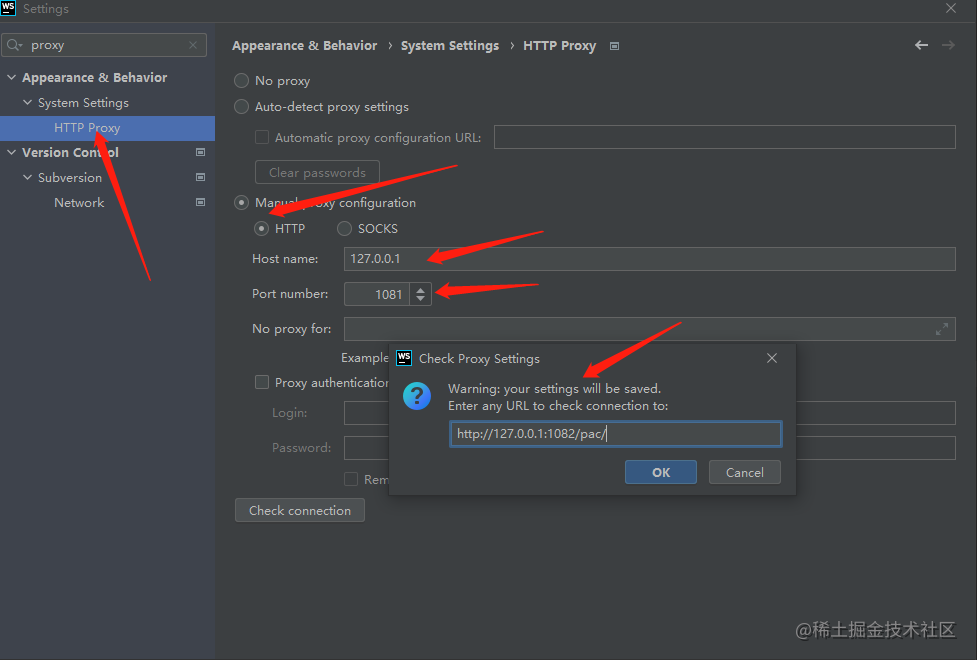 WS Settings
proxy
Appearance & Behavior
System Settings
HTTP Proxy
Version Control
Subversion
Network
Appearance & Behavior › System Settings › HTTP Proxy
No proxy
Auto-detect proxy settings
Automatic proxy configuration URL:
Clear passwords
Manual proxy configuration
HTTP SOCKS
Host name: 127.0.0.1
Port number: 1081
No proxy for:
Example
Proxy authentication
Login:
Password:
Rem
Check connection
WS Check Proxy Settings
?
Warning: your settings will be saved.
Enter any URL to check connection to:
http://127.0.0.1:1082/pac/
OK Cancel
@稀土掘金技术社区